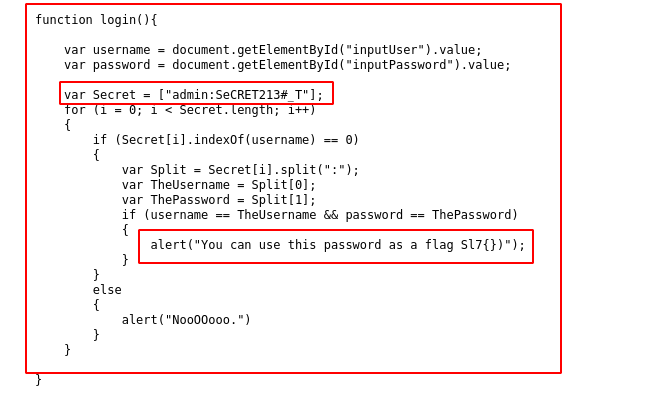 function login(){
var username = document.getElementById("inputUser").value;
var password = document.getElementById("inputPassword").value;
var Secret = ["admin:SeCRET213#_T"];
for (i = 0; i < Secret.length; i++)
{
if (Secret[i].indexOf(username) == 0)
{
var Split = Secret[i].split(":");
var TheUsername = Split[0];
var ThePassword = Split[1];
if (username == TheUsername && password == ThePassword)
{
alert("You can use this password as a flag Sl7{})");
}
}
else
{
alert("NooOOooo.")
}
}
}